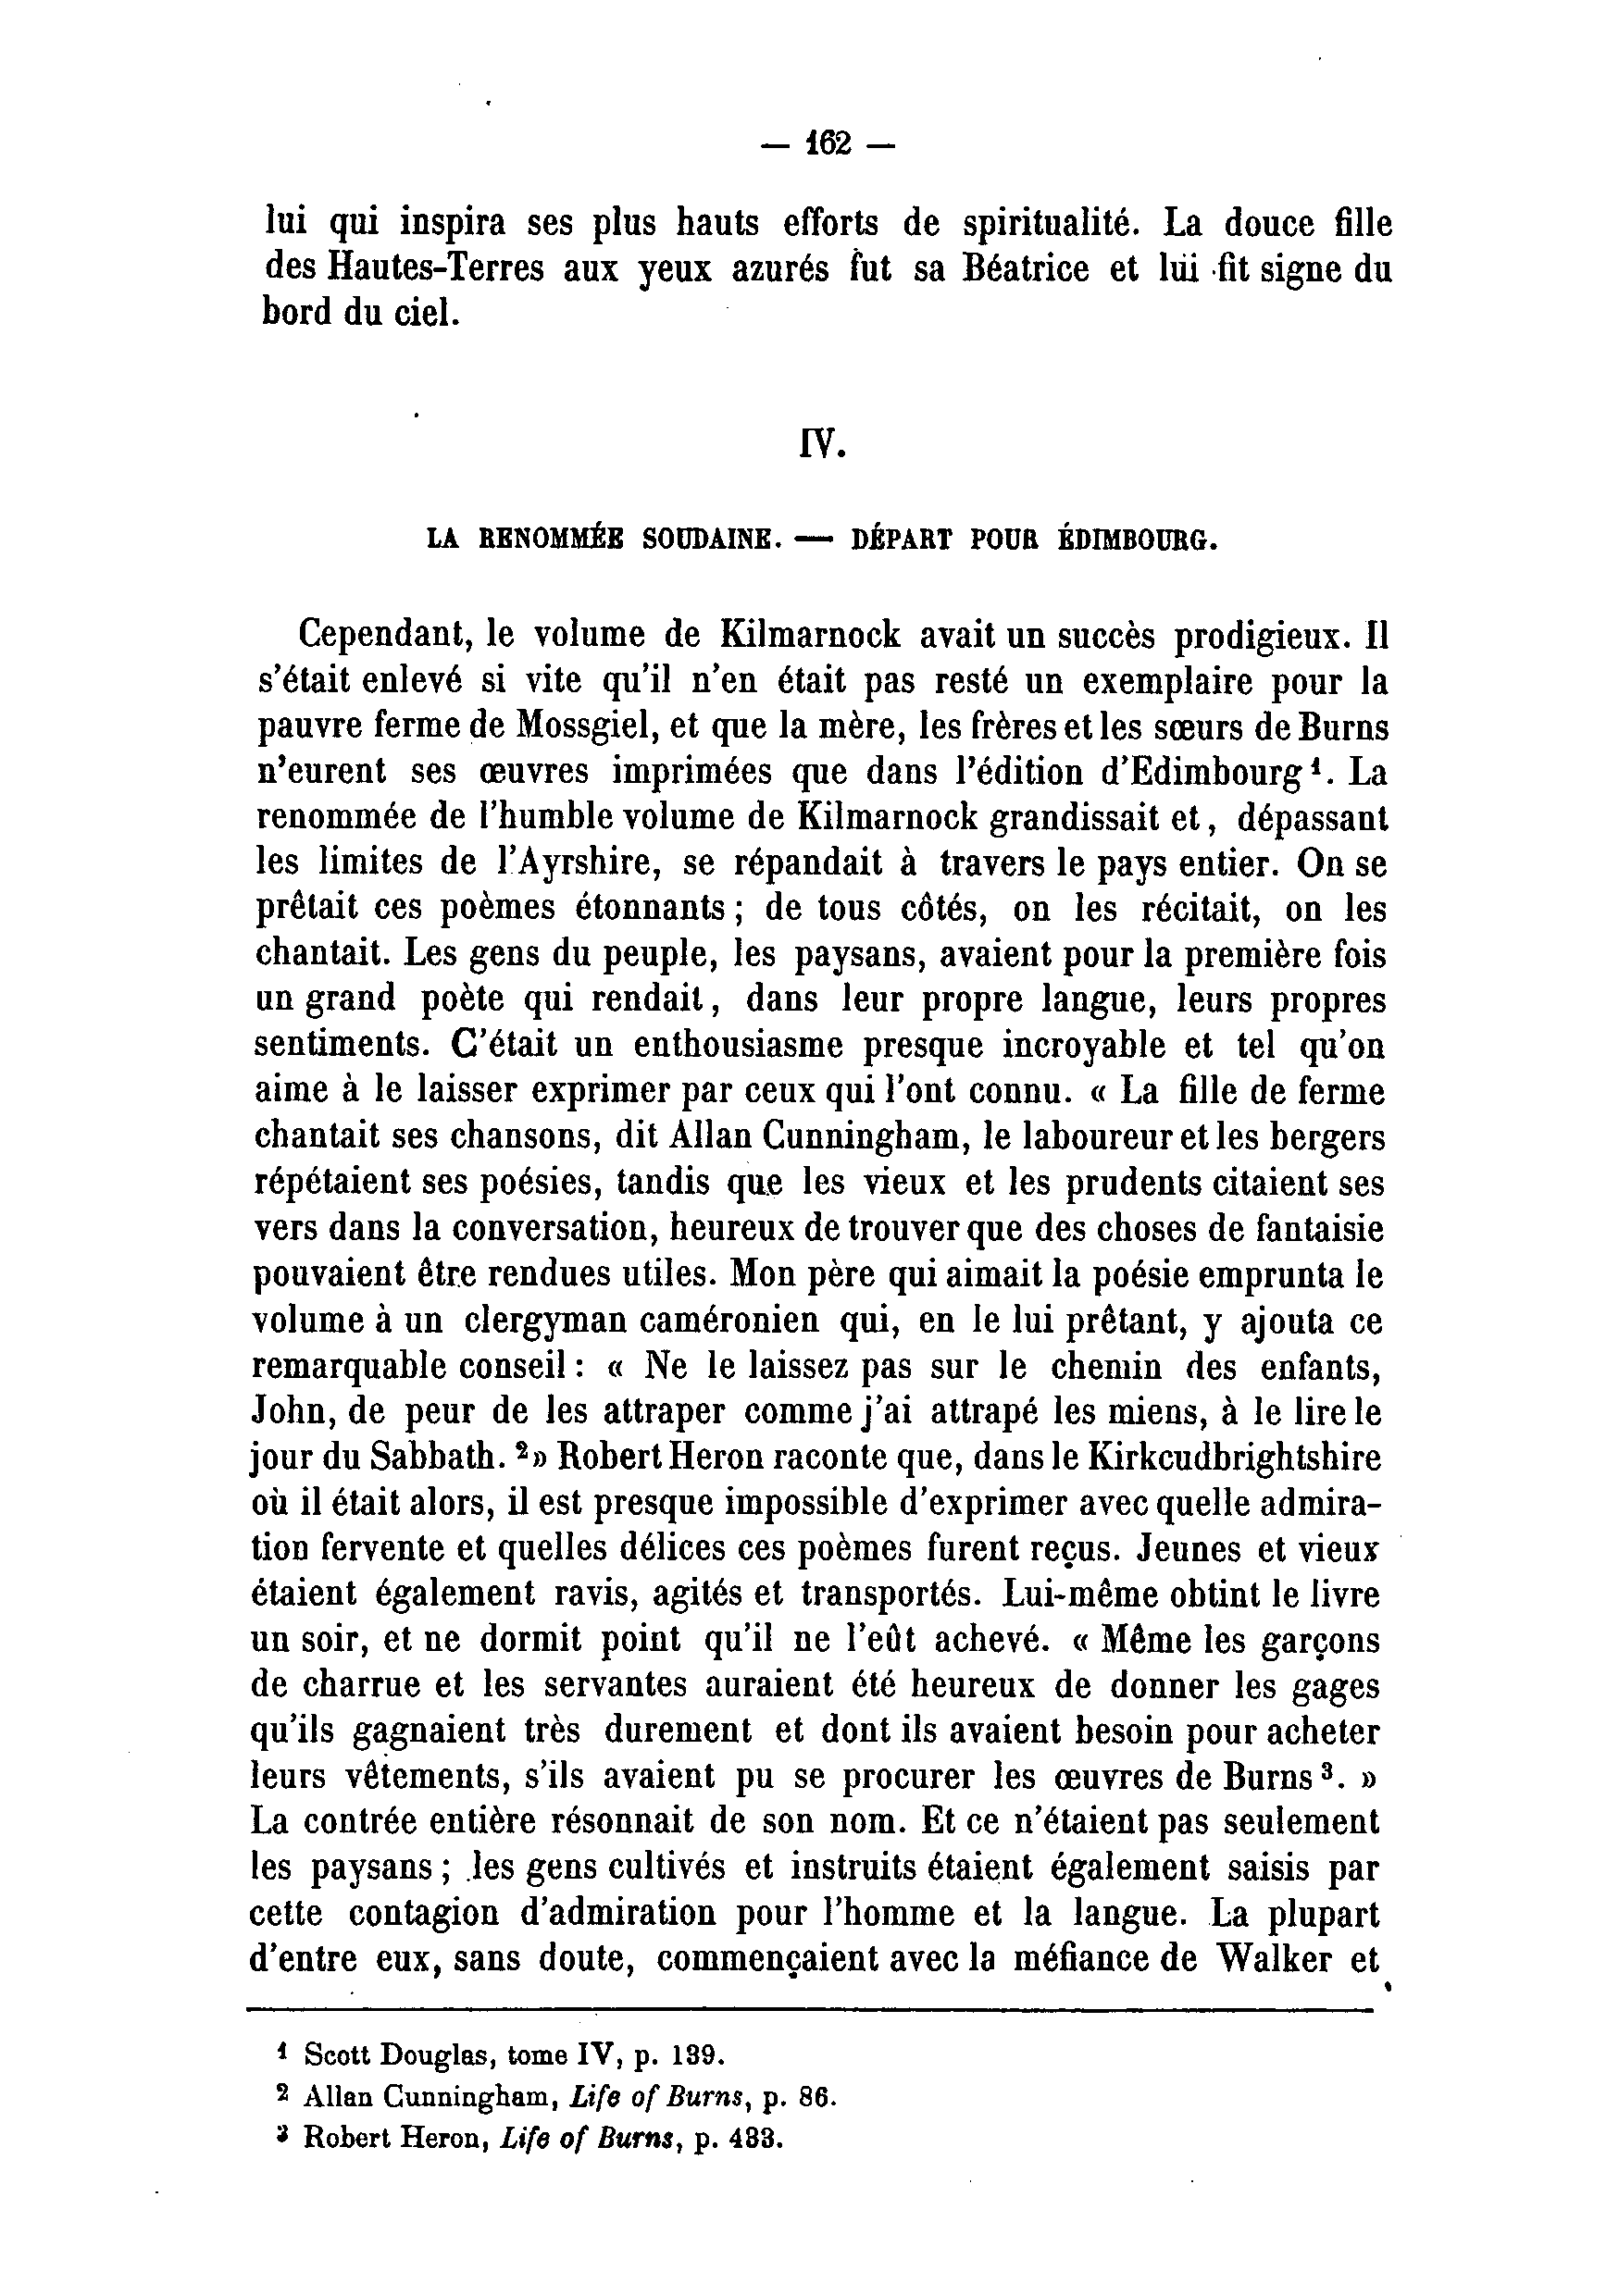 — 162 —
lui qui inspira ses plus hauts efforts de spiritualité. La douce fille
des Hautes-Terres aux yeux azurés fut sa Béatrice et lui fit signe du
bord du ciel.
IV.
LA RENOMMÉE SOUDAINE. — DÉPART POUR ÉDIMBOURG.
Cependant, le volume de Kilmarnock avait un succès prodigieux. Il
s'était enlevé si vite qu'il n'en était pas resté un exemplaire pour la
pauvre ferme de Mossgiel, et que la mère, les frères et les sœurs de Burns
n'eurent ses œuvres imprimées que dans l'édition d'Edimbourg ¹. La
renommée de l'humble volume de Kilmarnock grandissait et, dépassant
les limites de l'Ayrshire, se répandait à travers le pays entier. On se
prêtait ces poèmes étonnants ; de tous côtés, on les récitait, on les
chantait. Les gens du peuple, les paysans, avaient pour la première fois
un grand poète qui rendait, dans leur propre langue, leurs propres
sentiments. C'était un enthousiasme presque incroyable et tel qu'on
aime à le laisser exprimer par ceux qui l'ont connu. « La fille de ferme
chantait ses chansons, dit Allan Cunningham, le laboureur et les bergers
répétaient ses poésies, tandis que les vieux et les prudents citaient ses
vers dans la conversation, heureux de trouver que des choses de fantaisie
pouvaient être rendues utiles. Mon père qui aimait la poésie emprunta le
volume à un clergyman caméronien qui, en le lui prêtant, y ajouta ce
remarquable conseil : « Ne le laissez pas sur le chemin des enfants,
John, de peur de les attraper comme j'ai attrapé les miens, à le lire le
jour du Sabbath. ²» Robert Heron raconte que, dans le Kirkcudbrightshire
où il était alors, il est presque impossible d'exprimer avec quelle admira-
tion fervente et quelles délices ces poèmes furent reçus. Jeunes et vieux
étaient également ravis, agités et transportés. Lui-même obtint le livre
un soir, et ne dormit point qu'il ne l'eût achevé. « Même les garçons
de charrue et les servantes auraient été heureux de donner les gages
qu'ils gagnaient très durement et dont ils avaient besoin pour acheter
leurs vêtements, s'ils avaient pu se procurer les œuvres de Burns ³. »
La contrée entière résonnait de son nom. Et ce n'étaient pas seulement
les paysans ; les gens cultivés et instruits étaient également saisis par
cette contagion d'admiration pour l'homme et la langue. La plupart
d'entre eux, sans doute, commençaient avec la méfiance de Walker et
¹ Scott Douglas, tome IV, p. 139.
² Allan Cunningham, Life of Burns, p. 86.
³ Robert Heron, Life of Burns, p. 433.